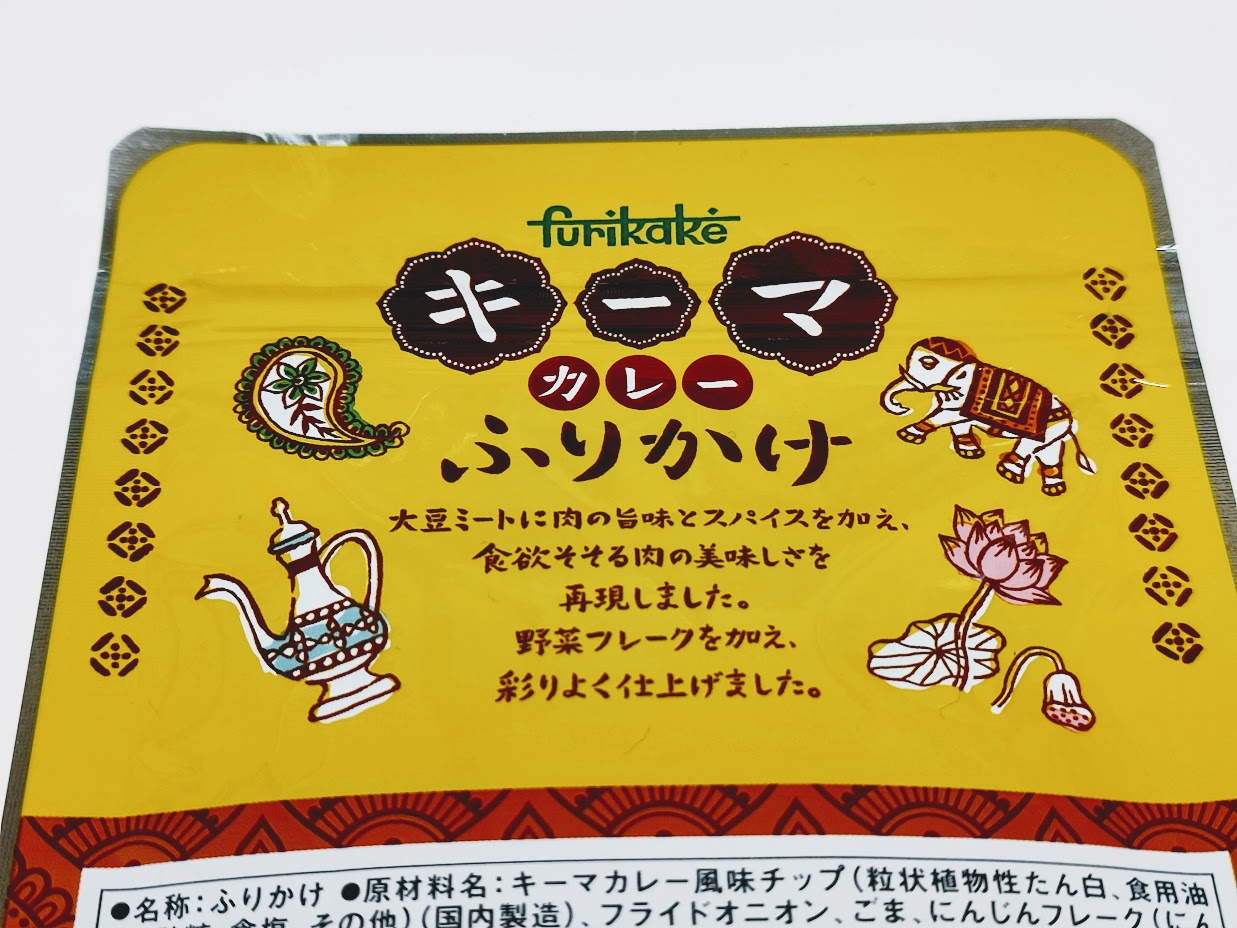 furikake
キーマ
カレー
ふりかけ
大豆ミートに肉の旨味とスパイスを加え、
食欲そそる肉の美味しさを
再現しました。
野菜フレークを加え、
彩りよく仕上げました。
●名称:ふりかけ ●原材料名:キーマカレー風味チップ(粒状植物性たん白、食用油
食塩、その他)(国内製造)、フライドオニオン、ごま、にんじんフレーク(にん